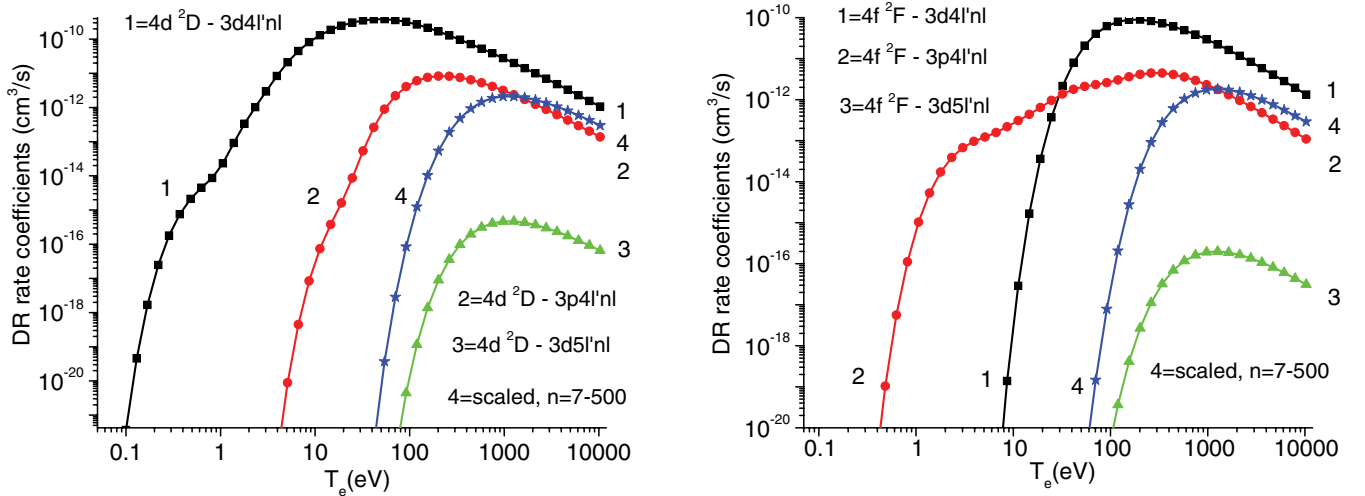 1=4d ²D - 3d4l'nl
DR rate coefficients (cm³/s)
10⁻¹⁰
10⁻¹²
10⁻¹⁴
10⁻¹⁶
10⁻¹⁸
10⁻²⁰
1
2
4
1
4
2
3
2=4d ²D - 3p4l'nl
3=4d ²D - 3d5l'nl
4=scaled, n=7-500
0.1 1 10 100 1000 10000
Tₑ(eV)
1=4f ²F - 3d4l'nl
2=4f ²F - 3p4l'nl
3=4f ²F - 3d5l'nl
DR rate coefficients (cm³/s)
10⁻¹⁰
10⁻¹²
10⁻¹⁴
10⁻¹⁶
10⁻¹⁸
10⁻²⁰
1
4
2
3
2
1
4
4=scaled, n=7-500
0.1 1 10 100 1000 10000
Tₑ(eV)